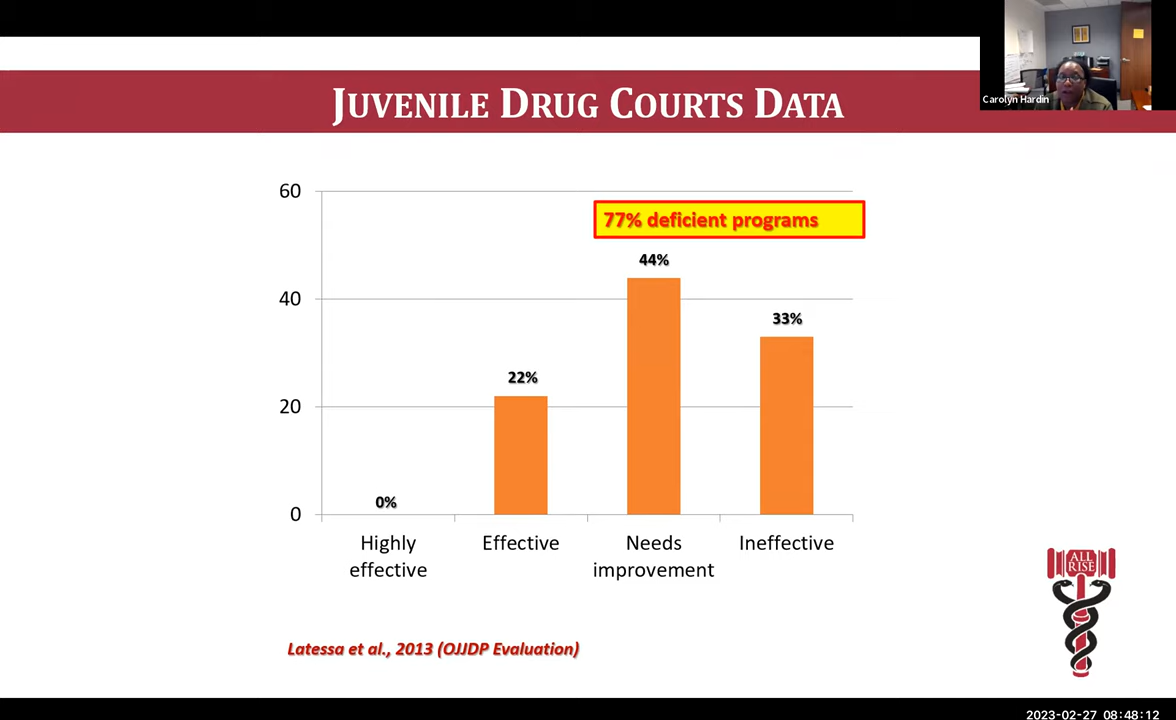 Carolyn Hardin
JUVENILE DRUG COURTS DATA
60
77% deficient programs
44%
40
33%
22%
20
0%
0
Highly effective
Effective
Needs improvement
Ineffective
ALL
RISE
Latessa et al., 2013 (OJJDP Evaluation)
2023-02-27 08:48:12